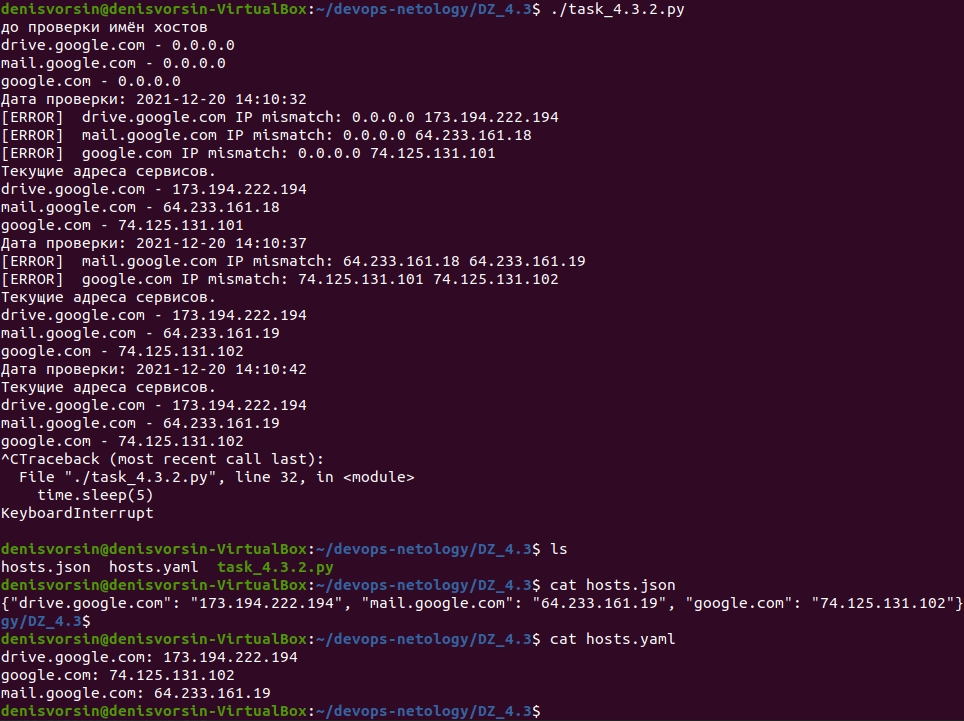 denisvorsin@denisvorsin-VirtualBox:~/devops-netology/DZ_4.3$ ./task_4.3.2.py
до проверки имён хостов
drive.google.com - 0.0.0.0
mail.google.com - 0.0.0.0
google.com - 0.0.0.0
Дата проверки: 2021-12-20 14:10:32
[ERROR]  drive.google.com IP mismatch: 0.0.0.0 173.194.222.194
[ERROR]  mail.google.com IP mismatch: 0.0.0.0 64.233.161.18
[ERROR]  google.com IP mismatch: 0.0.0.0 74.125.131.101
Текущие адреса сервисов.
drive.google.com - 173.194.222.194
mail.google.com - 64.233.161.18
google.com - 74.125.131.101
Дата проверки: 2021-12-20 14:10:37
[ERROR]  mail.google.com IP mismatch: 64.233.161.18 64.233.161.19
[ERROR]  google.com IP mismatch: 74.125.131.101 74.125.131.102
Текущие адреса сервисов.
drive.google.com - 173.194.222.194
mail.google.com - 64.233.161.19
google.com - 74.125.131.102
Дата проверки: 2021-12-20 14:10:42
Текущие адреса сервисов.
drive.google.com - 173.194.222.194
mail.google.com - 64.233.161.19
google.com - 74.125.131.102
^CTraceback (most recent call last):
  File "./task_4.3.2.py", line 32, in <module>
    time.sleep(5)
KeyboardInterrupt
denisvorsin@denisvorsin-VirtualBox:~/devops-netology/DZ_4.3$ ls
hosts.json  hosts.yaml  task_4.3.2.py
denisvorsin@denisvorsin-VirtualBox:~/devops-netology/DZ_4.3$ cat hosts.json
{"drive.google.com": "173.194.222.194", "mail.google.com": "64.233.161.19", "google.com": "74.125.131.102"}
gy/DZ_4.3$
denisvorsin@denisvorsin-VirtualBox:~/devops-netology/DZ_4.3$ cat hosts.yaml
drive.google.com: 173.194.222.194
google.com: 74.125.131.102
mail.google.com: 64.233.161.19
denisvorsin@denisvorsin-VirtualBox:~/devops-netology/DZ_4.3$